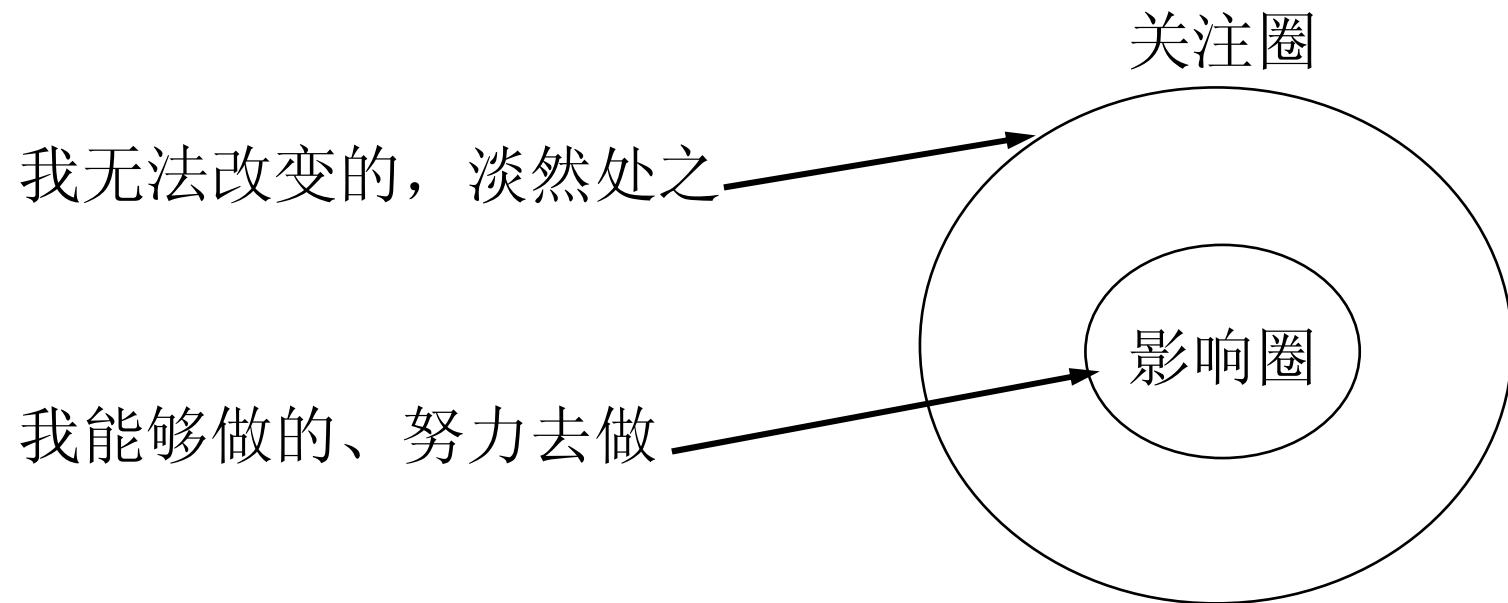 关注圈
我无法改变的，淡然处之
影响圈
我能够做的、努力去做